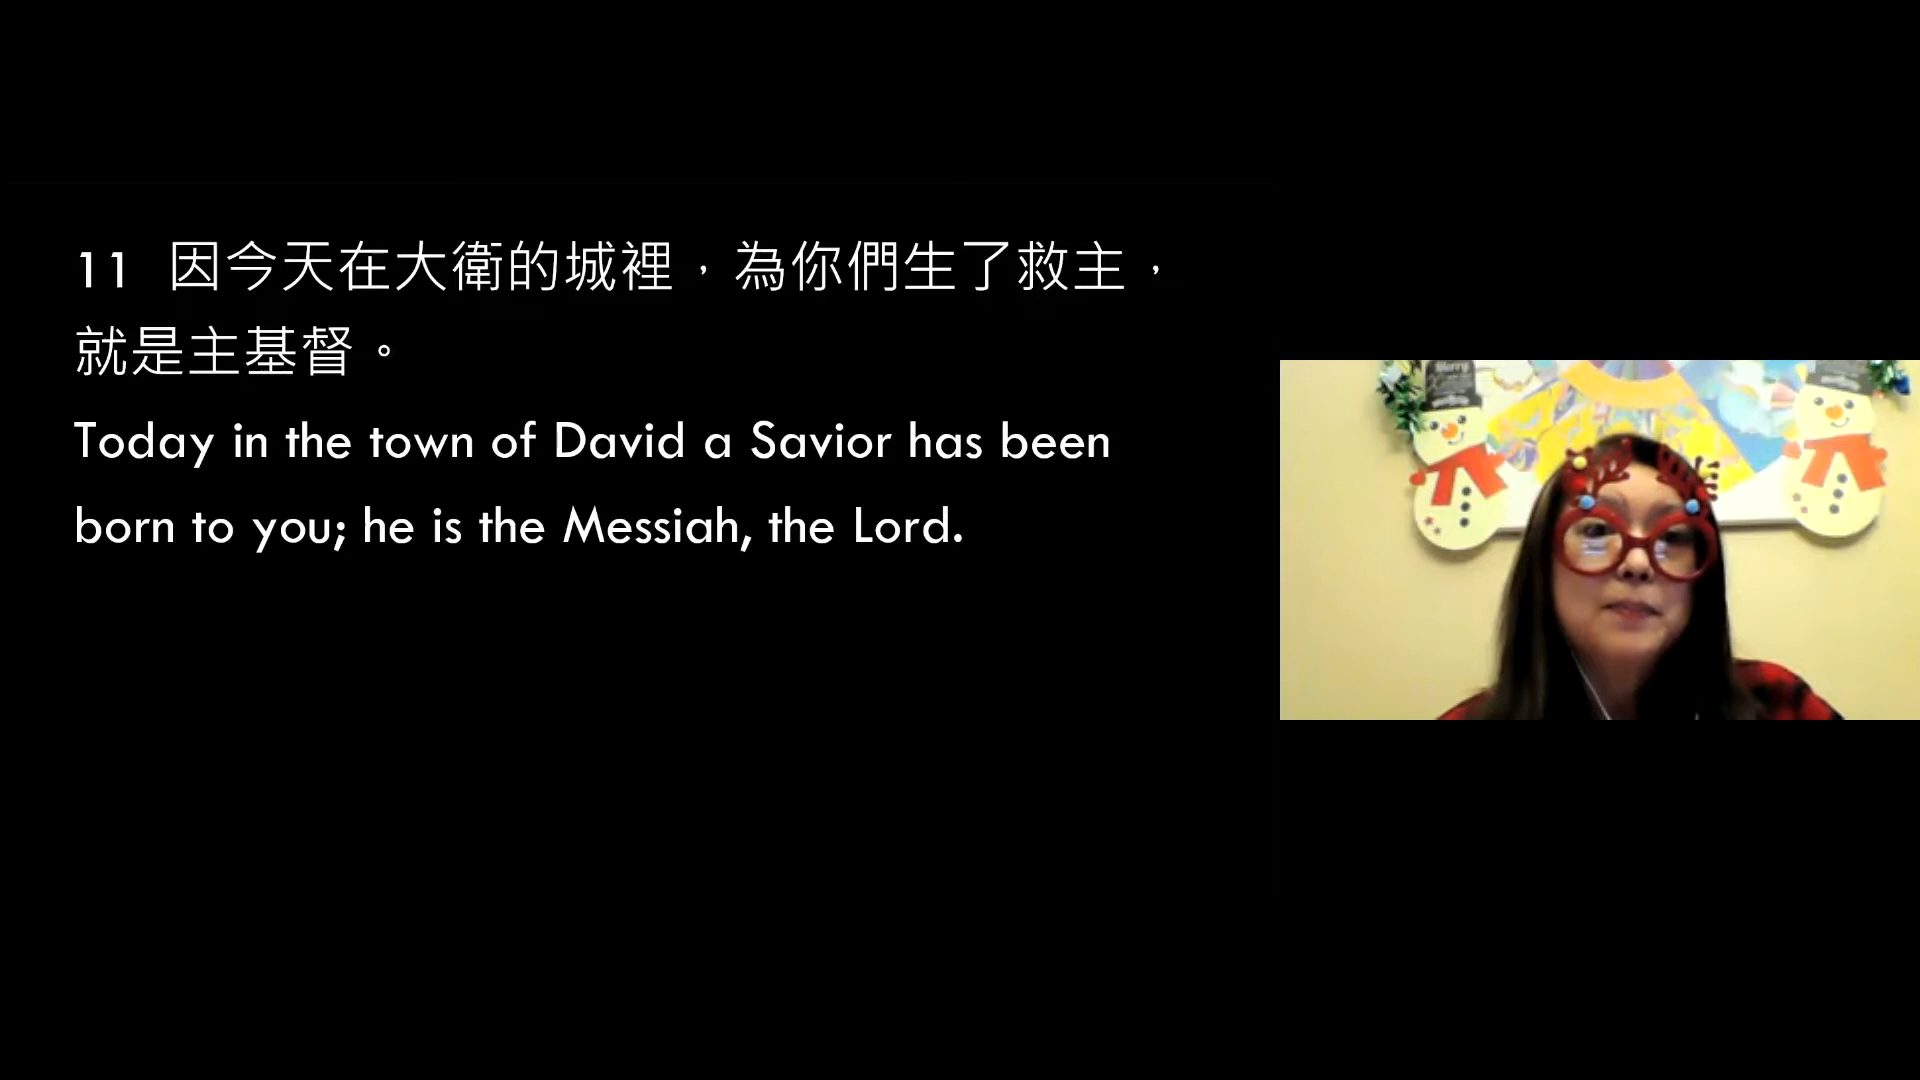 11 因今天在大衛的城裡，為你們生了救主，
就是主基督。
Today in the town of David a Savior has been
born to you; he is the Messiah, the Lord.
Merry